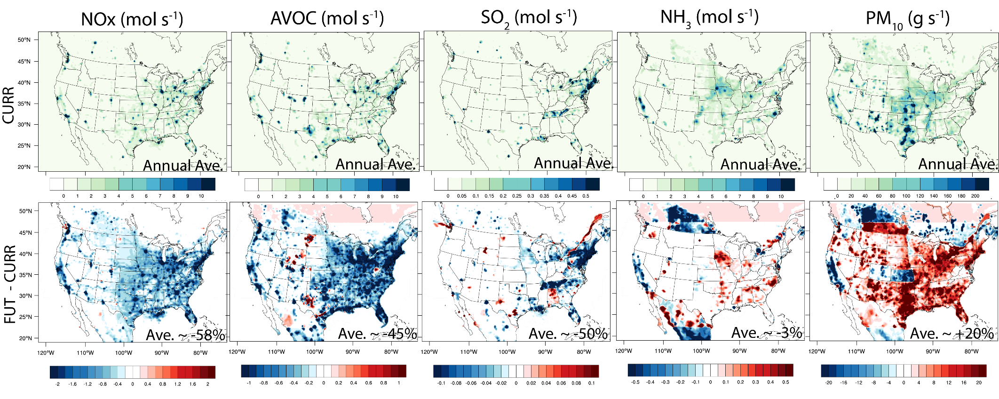 NOx (mol s⁻¹) AVOC (mol s⁻¹) SO₂ (mol s⁻¹) NH₃ (mol s⁻¹) PM₁₀ (g s⁻¹)
CURR
50°N
45°N
40°N
35°N
30°N
25°N
20°N
Annual Ave. Annual Ave. Annual Ave. Annual Ave. Annual Ave.
0 1 2 3 4 5 6 7 8 9 10
0 1 2 3 4 5 6 7 8 9 10
0 0.05 0.1 0.15 0.2 0.25 0.3 0.35 0.4 0.45 0.5
0 1 2 3 4 5 6 7 8 9 10
0 20 40 60 80 100 120 140 160 180 200
FUT - CURR
50°N
45°N
40°N
35°N
30°N
25°N
20°N
Ave. ~ -58% Ave. ~ -45% Ave. ~ -50% Ave. ~ -3% Ave. ~ +20%
120°W 110°W 100°W 90°W 80°W
120°W 110°W 100°W 90°W 80°W
120°W 110°W 100°W 90°W 80°W
120°W 110°W 100°W 90°W 80°W
120°W 110°W 100°W 90°W 80°W
-2 -1.6 -1.2 -0.8 -0.4 0 0.4 0.8 1.2 1.6 2
-1 -0.8 -0.6 -0.4 -0.2 0 0.2 0.4 0.6 0.8 1
-0.1 -0.08 -0.06 -0.04 -0.02 0 0.02 0.04 0.06 0.08 0.1
-0.5 -0.4 -0.3 -0.2 -0.1 0 0.1 0.2 0.3 0.4 0.5
-20 -16 -12 -8 -4 0 4 8 12 16 20